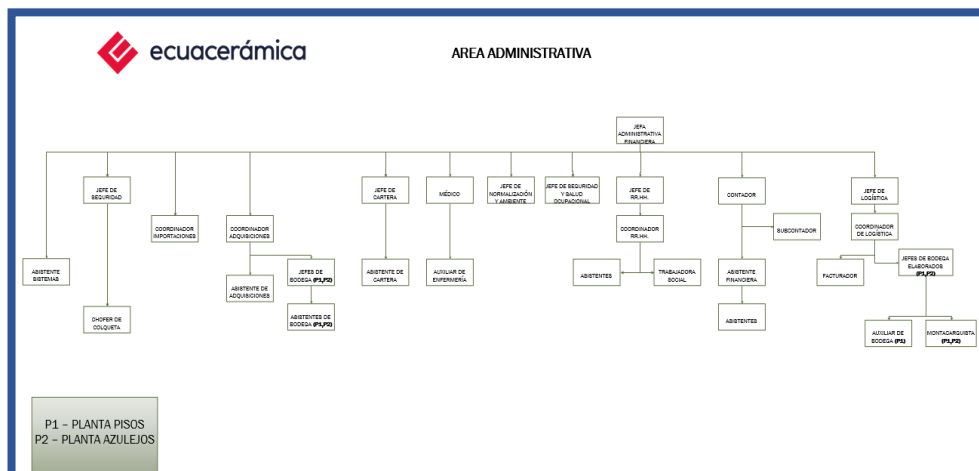 ecuacerámica
AREA ADMINISTRATIVA
JEFA
ADMINISTRATIVA
FINANCIERA
JEFE DE
SEGURIDAD
JEFE DE
CARTERA
MÉDICO
JEFE DE
NORMALIZACIÓN
Y AMBIENTE
JEFE DE SEGURIDAD
Y SALUD
OCUPACIONAL
JEFE DE
RR.HH.
CONTADOR
JEFE DE
LOGÍSTICA
COORDINADOR
IMPORTACIONES
COORDINADOR
ADQUISICIONES
COORDINADOR
RR.HH.
SUBCONTADOR
COORDINADOR
DE LOGÍSTICA
ASISTENTE
SISTEMAS
ASISTENTE DE
ADQUISICIONES
JEFES DE
BODEGA (P1,P2)
ASISTENTE DE
CARTERA
AUXILIAR DE
ENFERMERÍA
ASISTENTES
TRABAJADORA
SOCIAL
ASISTENTE
FINANCIERA
FACTURADOR
JEFES DE BODEGA
ELABORADOS
(P1,P2)
CHOFER DE
COLQUETA
ASISTENTES DE
BODEGA (P1,P2)
ASISTENTES
AUXILIAR DE
BODEGA (P1)
MONTACARGUISTA
(P1,P2)
P1 – PLANTA PISOS
P2 – PLANTA AZULEJOS